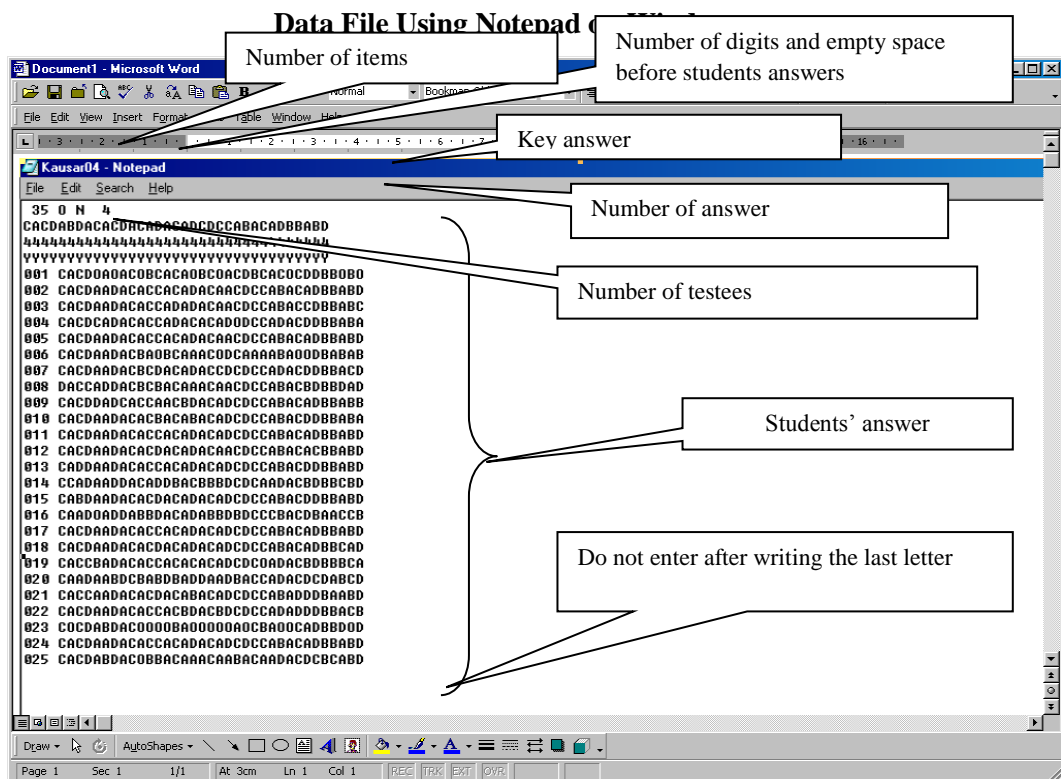 Data File Using Notepad
Number of items
Number of digits and empty space
before students answers
Document1 - Microsoft Word
Normal
File Edit View Insert Format Table Window
Key answer
Kausar04 - Notepad
File Edit Search Help
Number of answer
35 0 N 4
CACDABDACACDACADACADCDCCABACADBBABD
44444444444444444444444444444444444
YYYYYYYYYYYYYYYYYYYYYYYYYYYYYYYYYYY
Number of testees
001 CACDOAOACOBCACAOBCOACDBCACOCDDBBOBO
002 CACDAADACACCADACADACAACDCCABACADBBABD
003 CACDAADACACCADADACAACDCCABACACCDBBABC
004 CACDCADACACCADACACADODCCADACDDBBABA
005 CACDAADACACCACADACADCDCCABACADBBABD
006 CACDAADACBAOBCAAACODCAAAABAOODBABAB
007 CACDAADACBCDACADACCDCDCCADACDDBBACD
008 DACCADDACBCBACAAACAACDCCABACBDBBDAD
009 CACDDADCACCAACBDACADCDCCABACADBBABB
010 CACDAADACACBACABACADCDCCABACDDBBABA
011 CACDAADACACCACADACADCDCCABACADBBABD
012 CACDAADACACDACADACAACDCCABACACBBABD
013 CADDAADACACCACADACADCDCCABACDDBBABD
014 CCADAADDACADDBACBBBDCDCAADACBDBBCBD
015 CABDAADACACDACADACADCDCCABACDDBBABD
016 CAADOADDABBDACADABBDBDCCCBACDBAACCB
017 CACDAADACACCACADACADCDCCABACADBBABD
018 CACDAADACACDACADACADCDCCABACADBBCAD
019 CACCBADACACCACACACADCDCOADACBDBBBCA
020 CAADAABDCBABDBADDAADBACCADACDCDABCD
021 CACCAADACACDACABACADCDCCABADDDBAABD
022 CACDAADACACCACBDACBDCDCCADADDDBBACB
023 COCDABDACOOOOBAOOOOOAOCBAOOCADBBDOD
024 CACDAADACACCACADACADCDCCABACADBBABD
025 CACDABDACOBBACAAACAABACAADACDCBCABD
Students’ answer
Do not enter after writing the last letter
Draw AutoShapes
Page 1 Sec 1 1/1 At 3cm Ln 1 Col 1 REC TRK EXT OVR